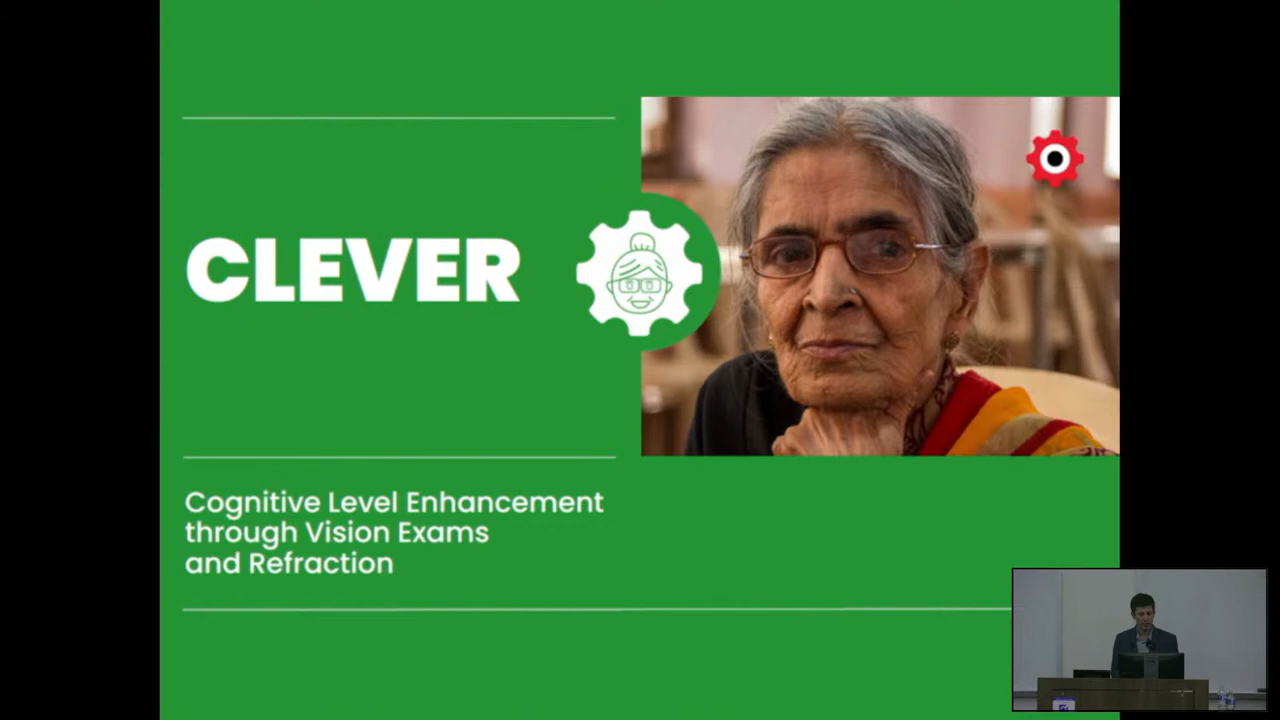 CLEVER
Cognitive Level Enhancement
through Vision Exams
and Refraction